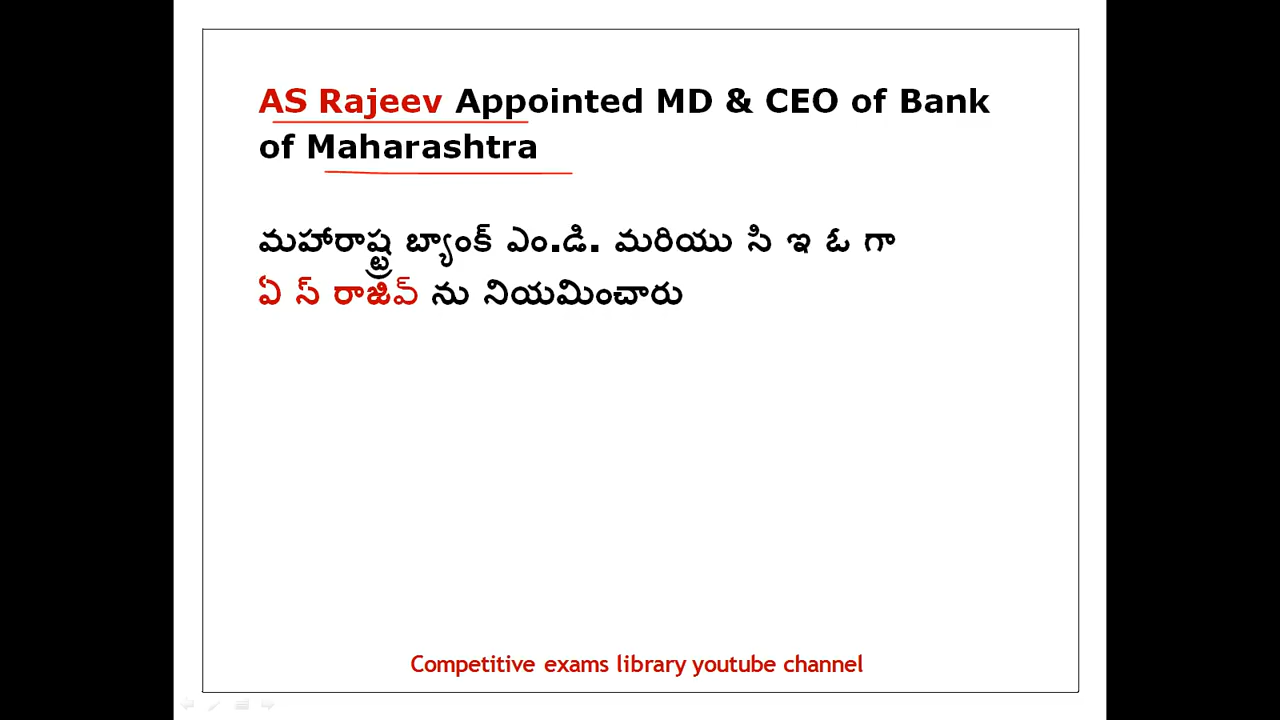 AS Rajeev Appointed MD & CEO of Bank
of Maharashtra
మహారాష్ట్ర బ్యాంక్ ఎం.డి. మరియు సి ఇ ఓ గా
ఏ స్ రాజివ్ ను నియమించారు
Competitive exams library youtube channel